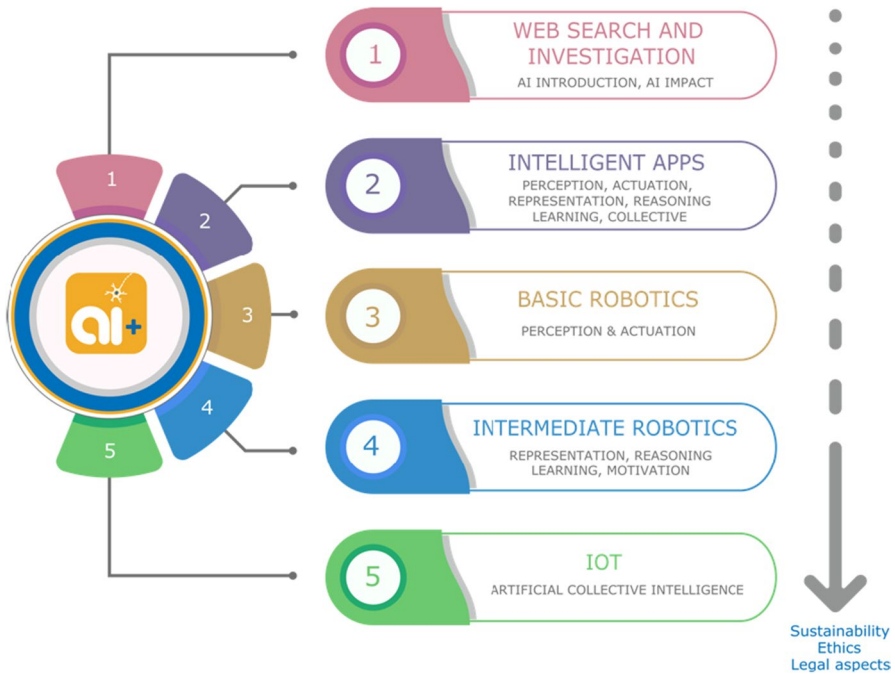 1
WEB SEARCH AND
INVESTIGATION
AI INTRODUCTION, AI IMPACT
1
2
INTELLIGENT APPS
PERCEPTION, ACTUATION,
REPRESENTATION, REASONING
LEARNING, COLLECTIVE
2
3
BASIC ROBOTICS
PERCEPTION & ACTUATION
3
ai+
4
INTERMEDIATE ROBOTICS
REPRESENTATION, REASONING
LEARNING, MOTIVATION
4
5
IOT
ARTIFICIAL COLLECTIVE INTELLIGENCE
5
Sustainability
Ethics
Legal aspects